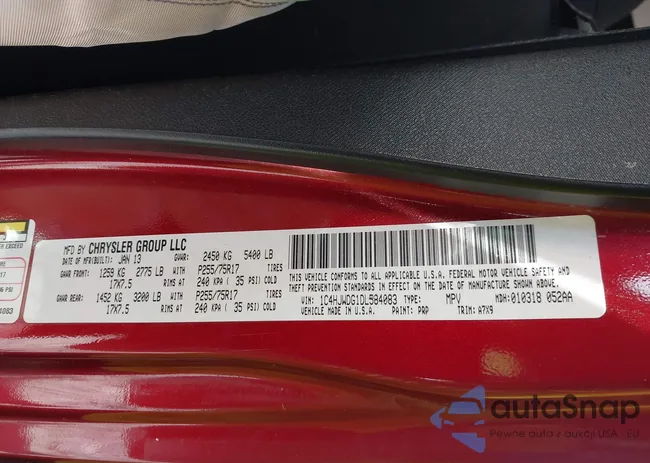 MFD BY CHRYSLER GROUP LLC
DATE OF MFR(BUILT): JAN 13 GVWR: 2450 KG 5400 LB
GAWR FRONT: 1259 KG 2775 LB WITH P255/75R17 TIRES
17X7.5 RIMS AT 240 KPA ( 35 PSI) COLD
GAWR REAR: 1452 KG 3200 LB WITH P255/75R17 TIRES
17X7.5 RIMS AT 240 KPA ( 35 PSI) COLD
THIS VEHICLE CONFORMS TO ALL APPLICABLE U.S.A. FEDERAL MOTOR VEHICLE SAFETY AND
THEFT PREVENTION STANDARDS IN EFFECT ON THE DATE OF MANUFACTURE SHOWN ABOVE.
VIN: 1C4HJWDG1DL584083 TYPE: MPV MDH: 010318 052AA
VEHICLE MADE IN U.S.A. PAINT: PRP TRIM: A7X9
R EXCEED
17
PSI
4083
autaSnap
Pewne auta z aukcji USA EU